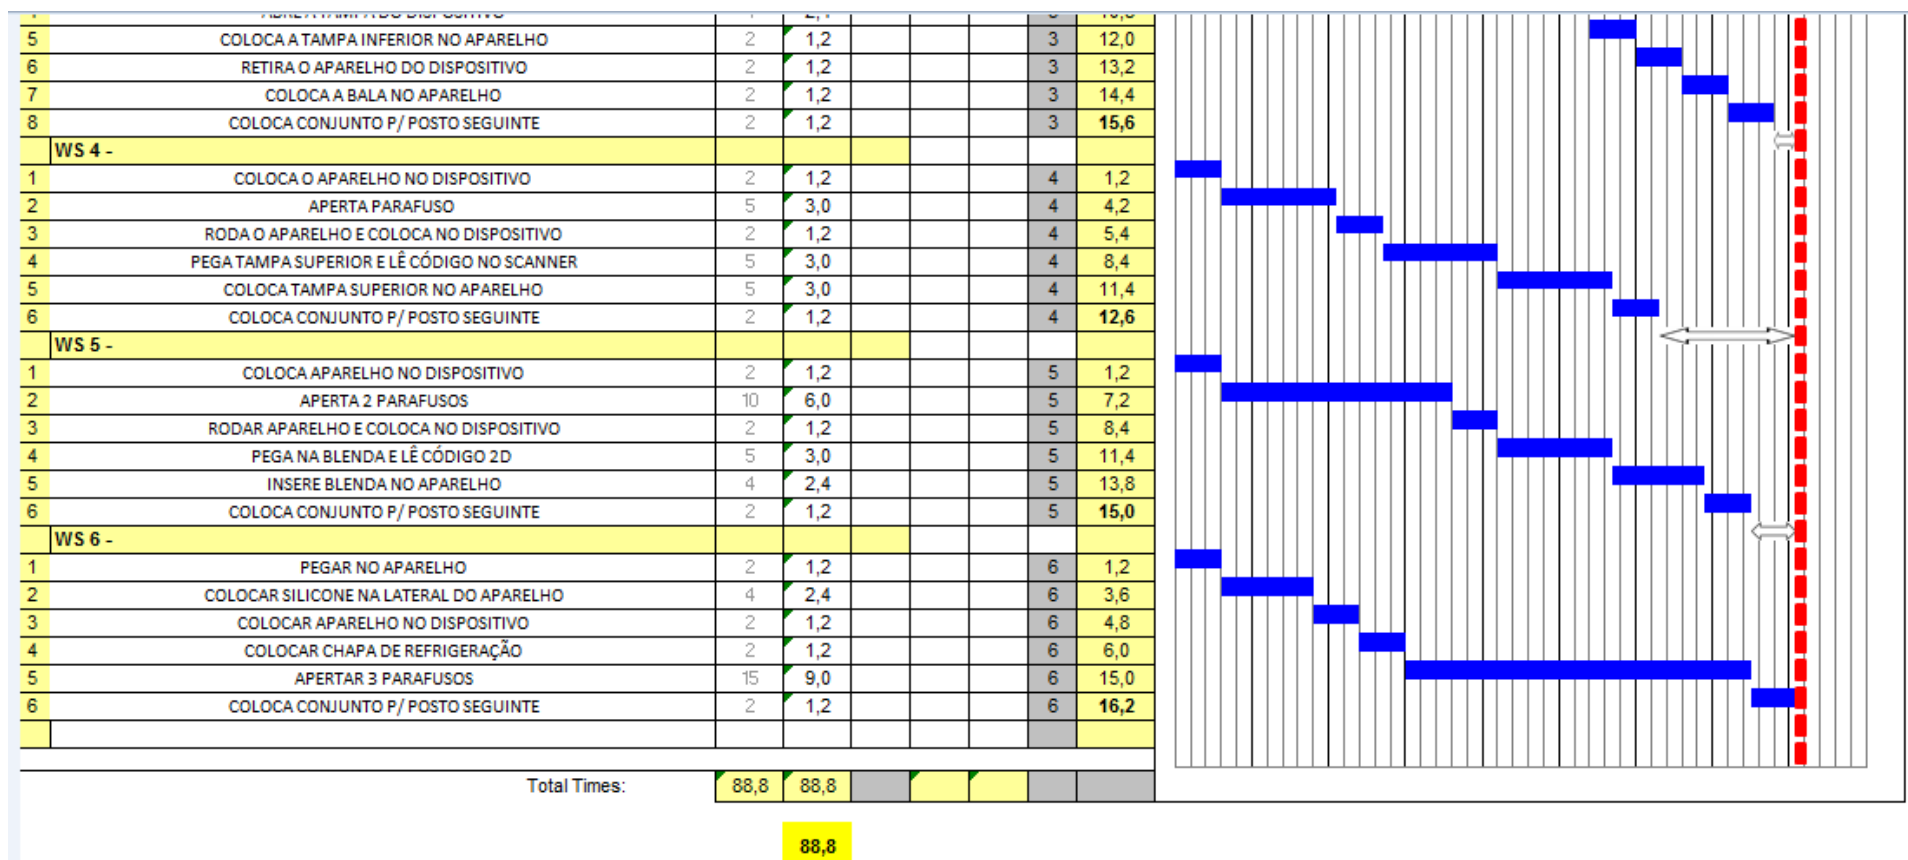 5 COLOCA A TAMPA INFERIOR NO APARELHO 2 1,2 3 12,0
6 RETIRA O APARELHO DO DISPOSITIVO 2 1,2 3 13,2
7 COLOCA A BALA NO APARELHO 2 1,2 3 14,4
8 COLOCA CONJUNTO P/ POSTO SEGUINTE 2 1,2 3 15,6
WS 4 -
1 COLOCA O APARELHO NO DISPOSITIVO 2 1,2 4 1,2
2 APERTA PARAFUSO 5 3,0 4 4,2
3 RODA O APARELHO E COLOCA NO DISPOSITIVO 2 1,2 4 5,4
4 PEGA TAMPA SUPERIOR E LÊ CÓDIGO NO SCANNER 5 3,0 4 8,4
5 COLOCA TAMPA SUPERIOR NO APARELHO 5 3,0 4 11,4
6 COLOCA CONJUNTO P/ POSTO SEGUINTE 2 1,2 4 12,6
WS 5 -
1 COLOCA APARELHO NO DISPOSITIVO 2 1,2 5 1,2
2 APERTA 2 PARAFUSOS 10 6,0 5 7,2
3 RODAR APARELHO E COLOCA NO DISPOSITIVO 2 1,2 5 8,4
4 PEGA NA BLENDA E LÊ CÓDIGO 2D 5 3,0 5 11,4
5 INSERE BLENDA NO APARELHO 4 2,4 5 13,8
6 COLOCA CONJUNTO P/ POSTO SEGUINTE 2 1,2 5 15,0
WS 6 -
1 PEGAR NO APARELHO 2 1,2 6 1,2
2 COLOCAR SILICONE NA LATERAL DO APARELHO 4 2,4 6 3,6
3 COLOCAR APARELHO NO DISPOSITIVO 2 1,2 6 4,8
4 COLOCAR CHAPA DE REFRIGERAÇÃO 2 1,2 6 6,0
5 APERTAR 3 PARAFUSOS 15 9,0 6 15,0
6 COLOCA CONJUNTO P/ POSTO SEGUINTE 2 1,2 6 16,2
Total Times: 88,8 88,8
88,8